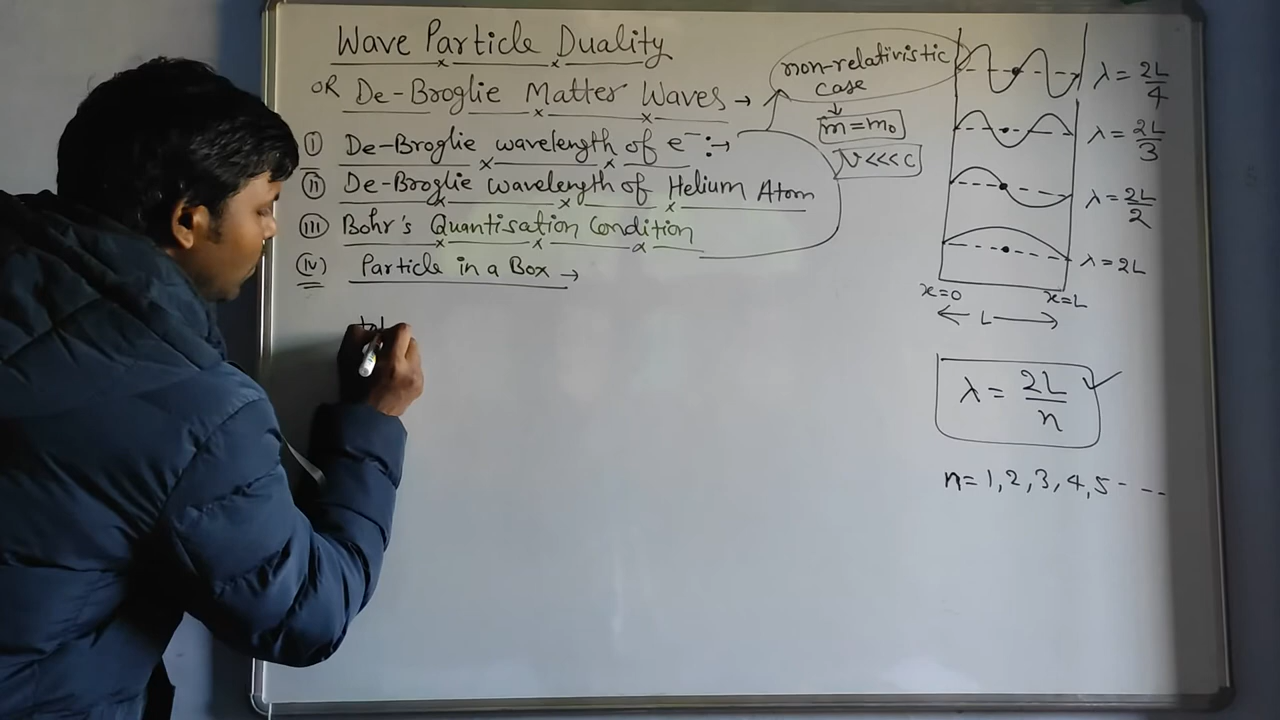 Wave Particle Duality
OR De-Broglie Matter Waves →
(i) De-Broglie wavelength of e⁻:→
(ii) De-Broglie wavelength of Helium Atom
(iii) Bohr's Quantisation Condition
(iv) Particle in a Box →
non-relativistic
case
m=m₀
v<<<c
λ = 2L/4
λ = 2L/3
λ = 2L/2
λ = 2L
x=0 x=L
← L →
λ = 2L/n
n=1,2,3,4,5- --